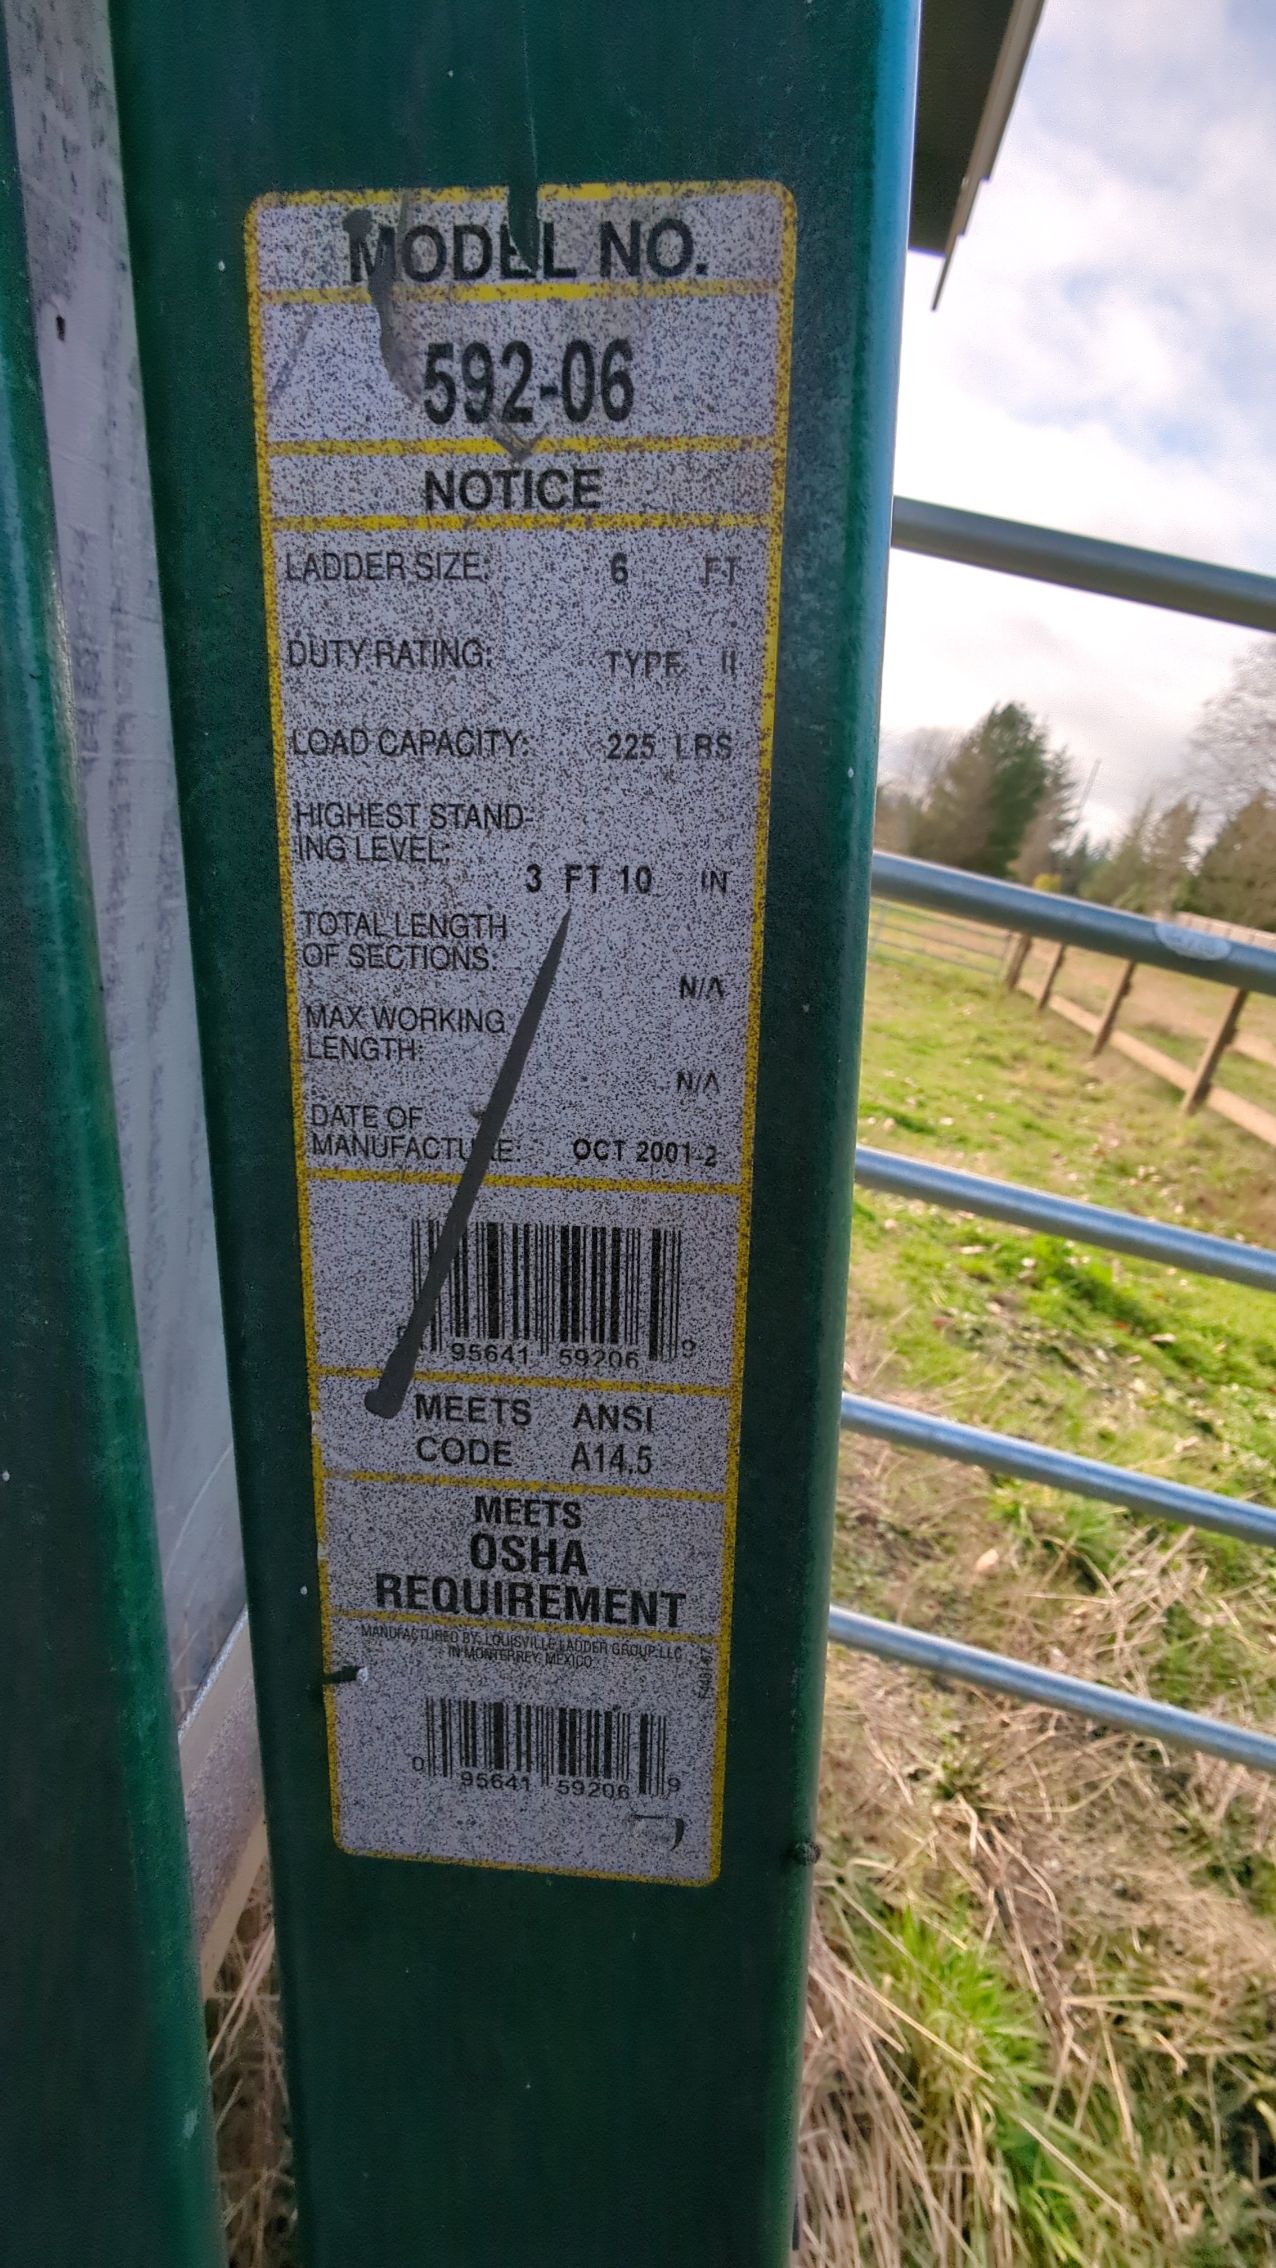 MODEL NO.
592-06
NOTICE
LADDER SIZE: 6 FT
DUTY RATING: TYPE II
LOAD CAPACITY: 225 LBS
HIGHEST STAND-
ING LEVEL:
3 FT 10 IN
TOTAL LENGTH
OF SECTIONS:
N/A
MAX WORKING
LENGTH:
N/A
DATE OF
MANUFACTURE: OCT 2001-2
95641 59206 9
MEETS ANSI
CODE A14.5
MEETS
OSHA
REQUIREMENT
MANUFACTURED BY: LOUISVILLE LADDER GROUP LLC
IN MONTERREY, MEXICO
0 95641 59206 9